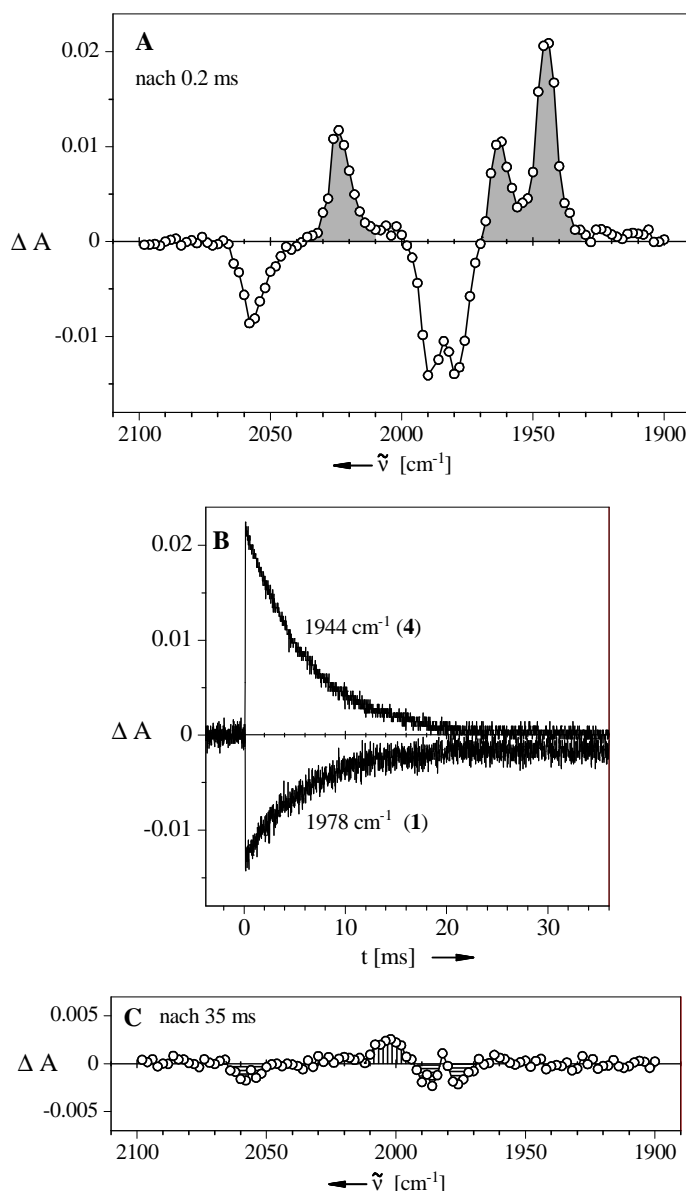 A
nach 0.2 ms
0.02
0.01
Δ A
0
-0.01
2100 2050 2000 1950 1900
ν̃ [cm⁻¹]
B
0.02
1944 cm⁻¹ (4)
0.01
Δ A
0
1978 cm⁻¹ (1)
-0.01
0 10 20 30
t [ms]
C nach 35 ms
0.005
Δ A
0
-0.005
2100 2050 2000 1950 1900
ν̃ [cm⁻¹]